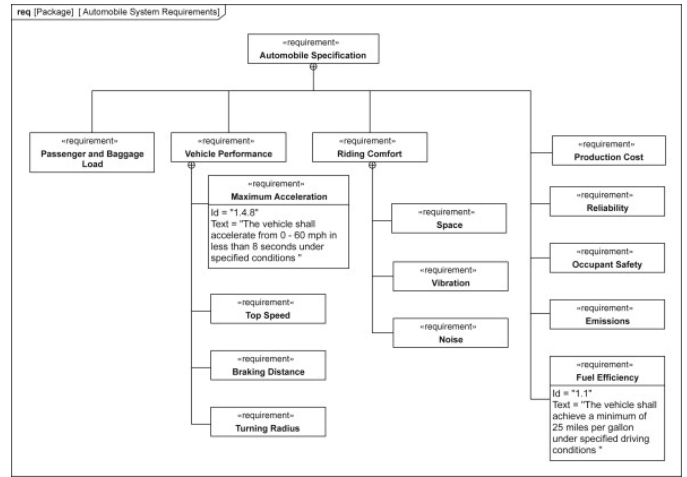 req [Package] [ Automobile System Requirements]
«requirement»
Automobile Specification
«requirement»
Passenger and Baggage
Load
«requirement»
Vehicle Performance
«requirement»
Maximum Acceleration
Id = "1.4.8"
Text = "The vehicle shall
accelerate from 0 - 60 mph in
less than 8 seconds under
specified conditions "
«requirement»
Top Speed
«requirement»
Braking Distance
«requirement»
Turning Radius
«requirement»
Riding Comfort
«requirement»
Space
«requirement»
Vibration
«requirement»
Noise
«requirement»
Production Cost
«requirement»
Reliability
«requirement»
Occupant Safety
«requirement»
Emissions
«requirement»
Fuel Efficiency
Id = "1.1"
Text = "The vehicle shall
achieve a minimum of
25 miles per gallon
under specified driving
conditions "